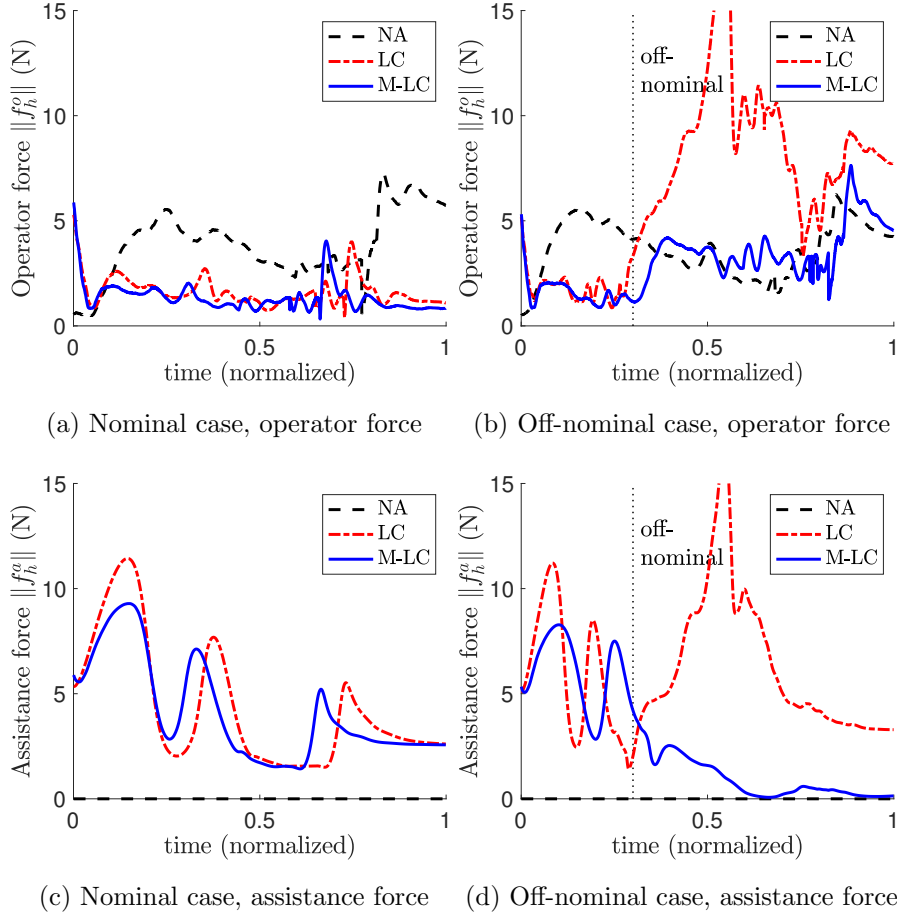 15
10
5
0
Operator force ||f_h^o|| (N)
NA
LC
M-LC
0
0.5
1
time (normalized)
(a) Nominal case, operator force
15
10
5
0
Operator force ||f_h^o|| (N)
off-
nominal
NA
LC
M-LC
0
0.5
1
time (normalized)
(b) Off-nominal case, operator force
15
10
5
0
Assistance force ||f_h^a|| (N)
NA
LC
M-LC
0
0.5
1
time (normalized)
(c) Nominal case, assistance force
15
10
5
0
Assistance force ||f_h^a|| (N)
off-
nominal
NA
LC
M-LC
0
0.5
1
time (normalized)
(d) Off-nominal case, assistance force